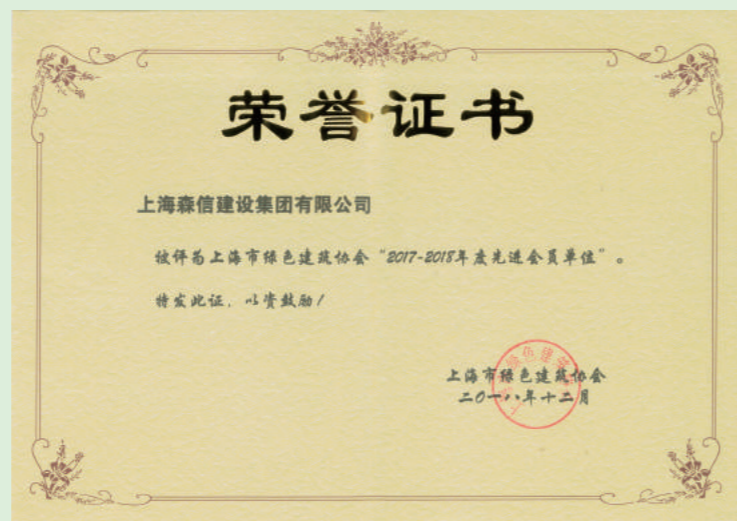 荣誉证书
上海森信建设集团有限公司
被评为上海市绿色建筑协会“2017-2018年度先进会员单位”。
特发此证，以资鼓励！
上海市绿色建筑协会
二〇一八年十二月